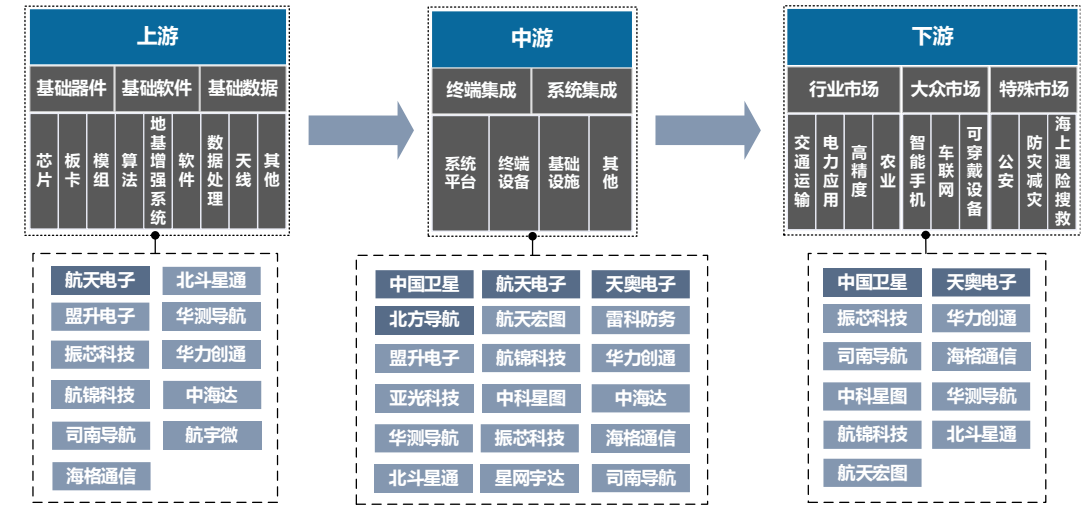 上游
基础器件 基础软件 基础数据
芯片 板卡 模组 算法 地基增强系统 软件 数据处理 天线 其他
航天电子 北斗星通
盟升电子 华测导航
振芯科技 华力创通
航锦科技 中海达
司南导航 航宇微
海格通信
中游
终端集成 系统集成
系统平台 终端设备 基础设施 其他
中国卫星 航天电子 天奥电子
北方导航 航天宏图 雷科防务
盟升电子 航锦科技 华力创通
亚光科技 中科星图 中海达
华测导航 振芯科技 海格通信
北斗星通 星网宇达 司南导航
下游
行业市场 大众市场 特殊市场
交通运输 电力应用 高精度 农业 智能手机 车联网 可穿戴设备 公安 防灾减灾 海上遇险搜救
中国卫星 天奥电子
振芯科技 华力创通
司南导航 海格通信
中科星图 华测导航
航锦科技 北斗星通
航天宏图